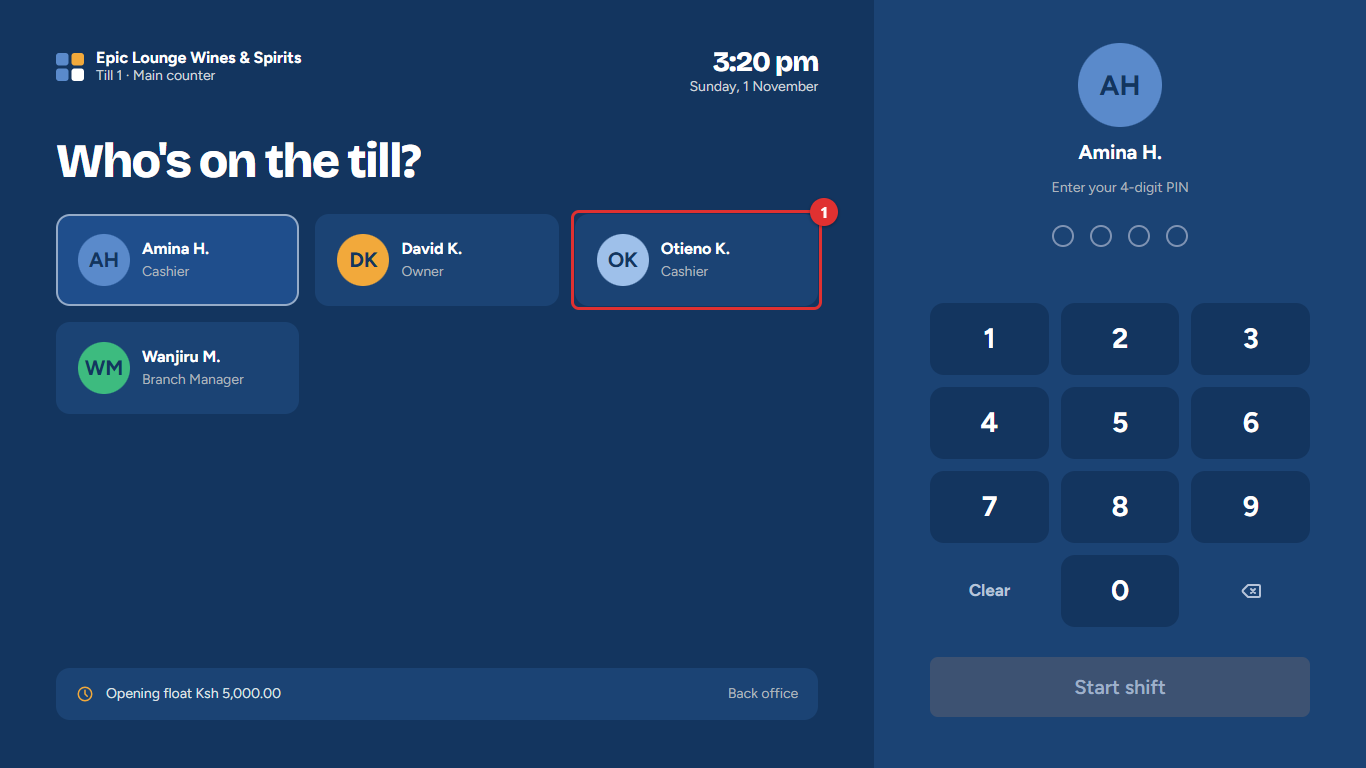 Epic Lounge Wines & Spirits
Till 1 · Main counter
3:20 pm
Sunday, 1 November
Who's on the till?
AH
Amina H.
Cashier
DK
David K.
Owner
1
OK
Otieno K.
Cashier
WM
Wanjiru M.
Branch Manager
Opening float Ksh 5,000.00
Back office
AH
Amina H.
Enter your 4-digit PIN
1 2 3
4 5 6
7 8 9
Clear 0
Start shift